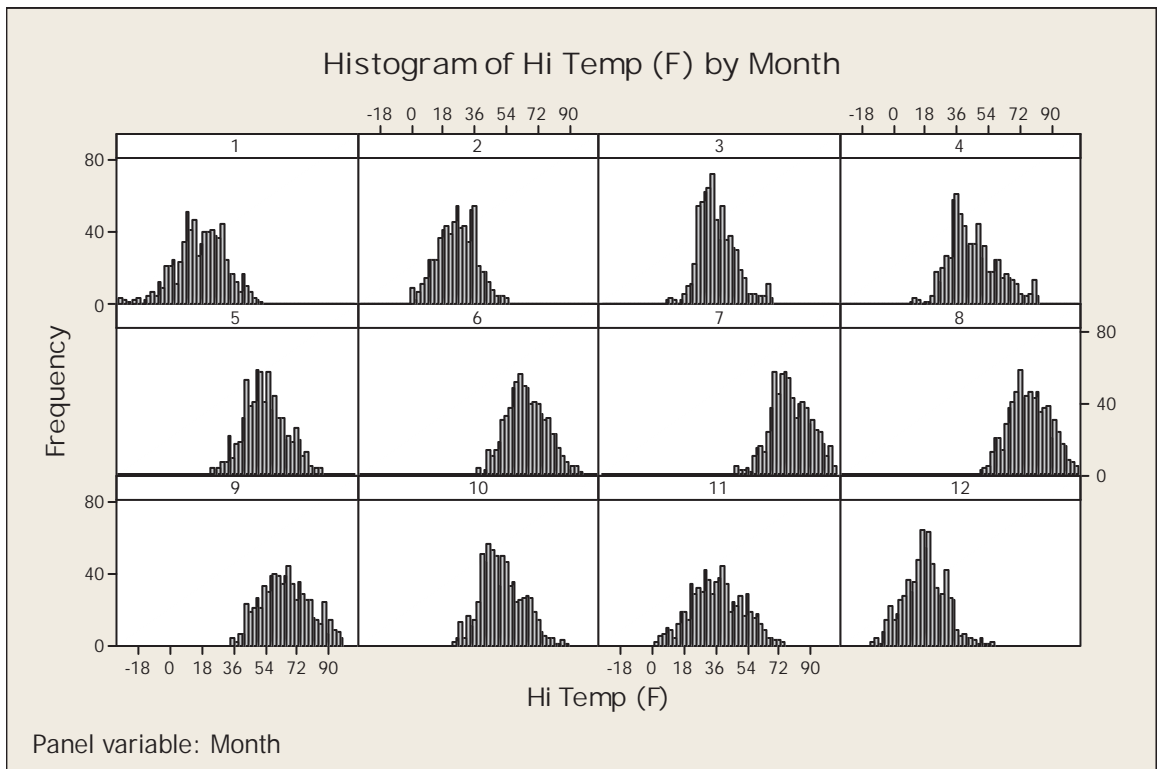 Histogram of Hi Temp (F) by Month
-18 0 18 36 54 72 90 -18 0 18 36 54 72 90
1 2 3 4
80
40
0
5 6 7 8
80
40
0
9 10 11 12
80
40
0
-18 0 18 36 54 72 90 -18 0 18 36 54 72 90
Frequency
Hi Temp (F)
Panel variable: Month